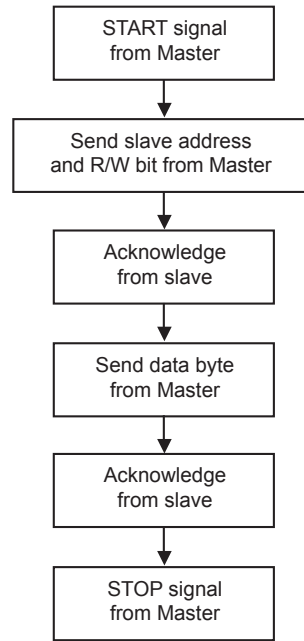 START signal
from Master
Send slave address
and R/W bit from Master
Acknowledge
from slave
Send data byte
from Master
Acknowledge
from slave
STOP signal
from Master